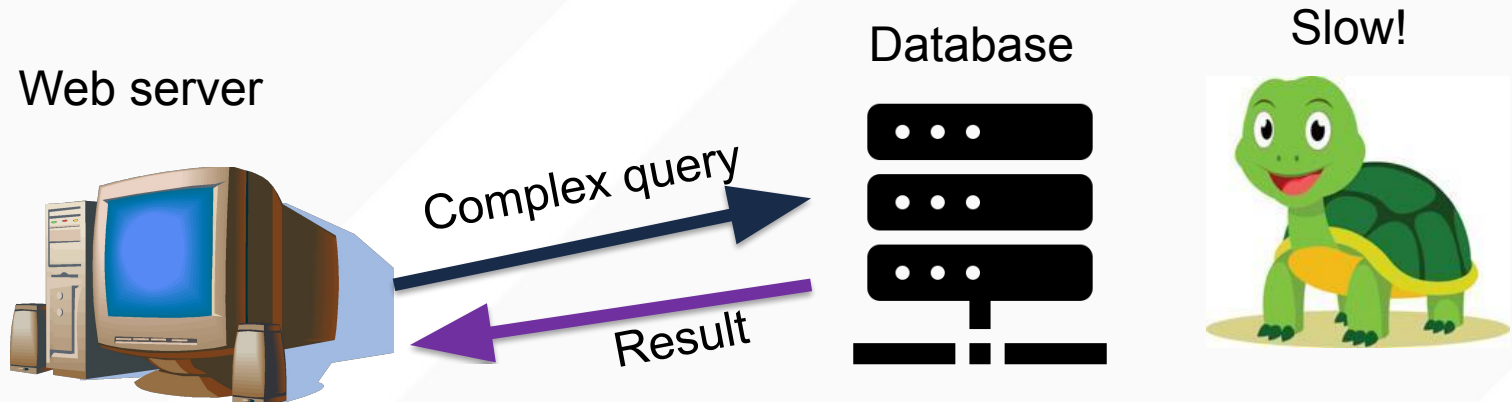 Web server
Complex query
Result
Database
Slow!